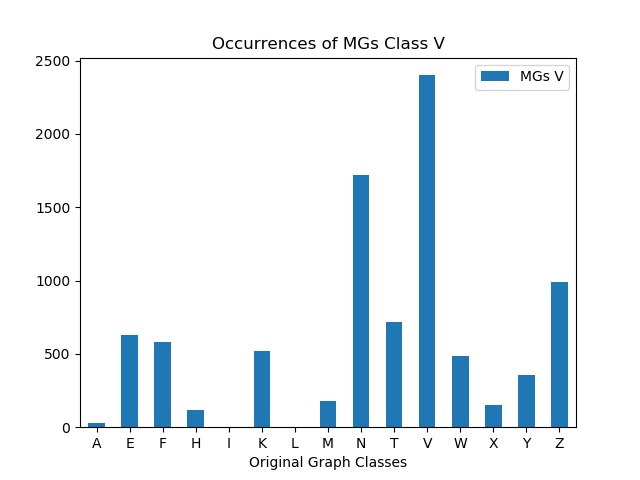 Occurrences of MGs Class V
MGs V
2500
2000
1500
1000
500
0
A E F H I K L M N T V W X Y Z
Original Graph Classes